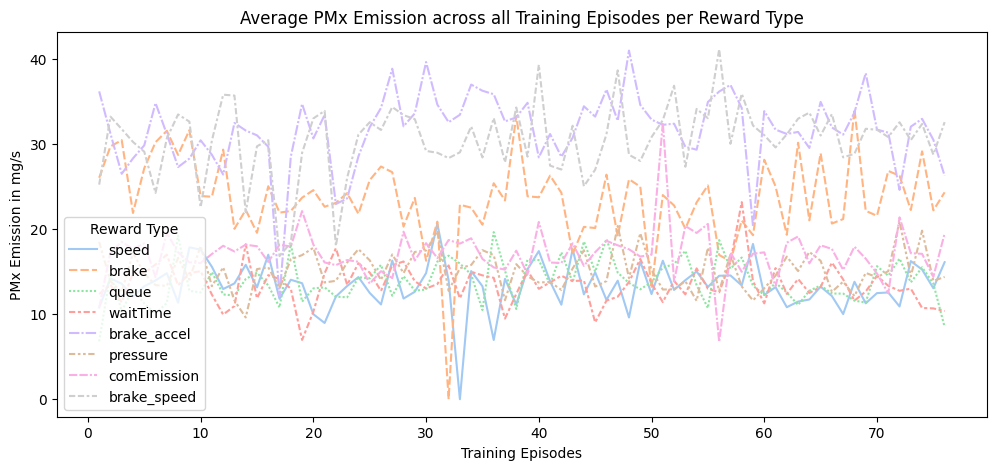 Average PMx Emission across all Training Episodes per Reward Type
PMx Emission in mg/s
40
30
20
10
0
Reward Type
speed
brake
queue
waitTime
brake_accel
pressure
comEmission
brake_speed
0 10 20 30 40 50 60 70
Training Episodes